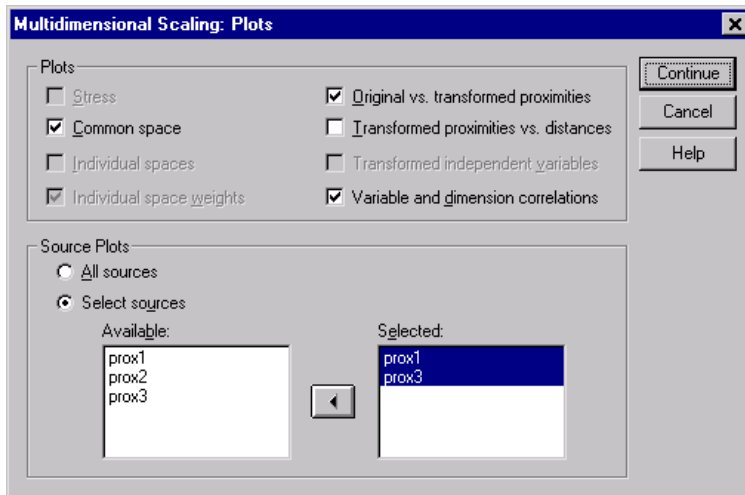 Multidimensional Scaling: Plots
Plots
Stress
Common space
Individual spaces
Individual space weights
Original vs. transformed proximities
Transformed proximities vs. distances
Transformed independent variables
Variable and dimension correlations
Continue
Cancel
Help
Source Plots
All sources
Select sources
Available:
prox1
prox2
prox3
Selected:
prox1
prox3